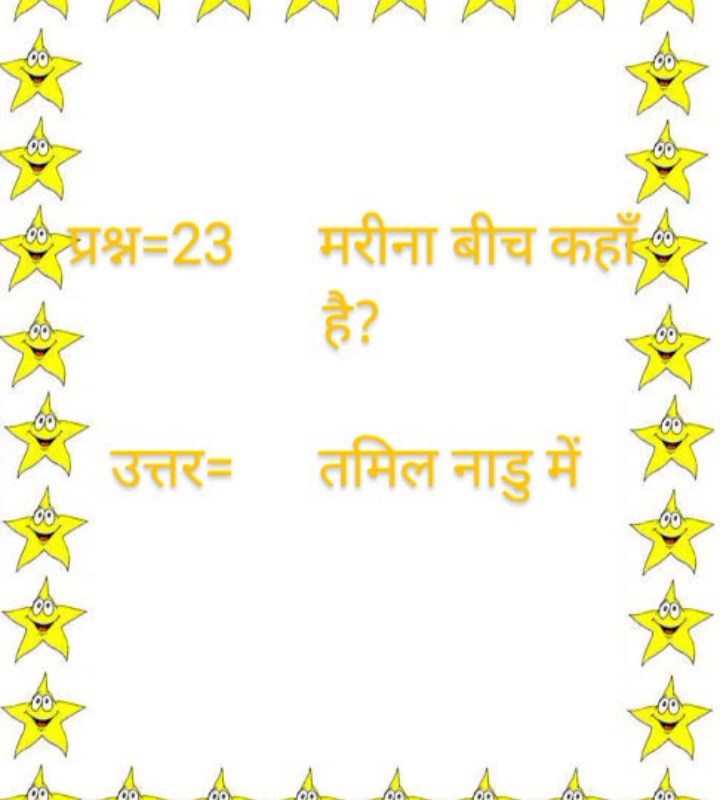 प्रश्न=23 मरीना बीच कहाँ
है?
उत्तर= तमिल नाडु में